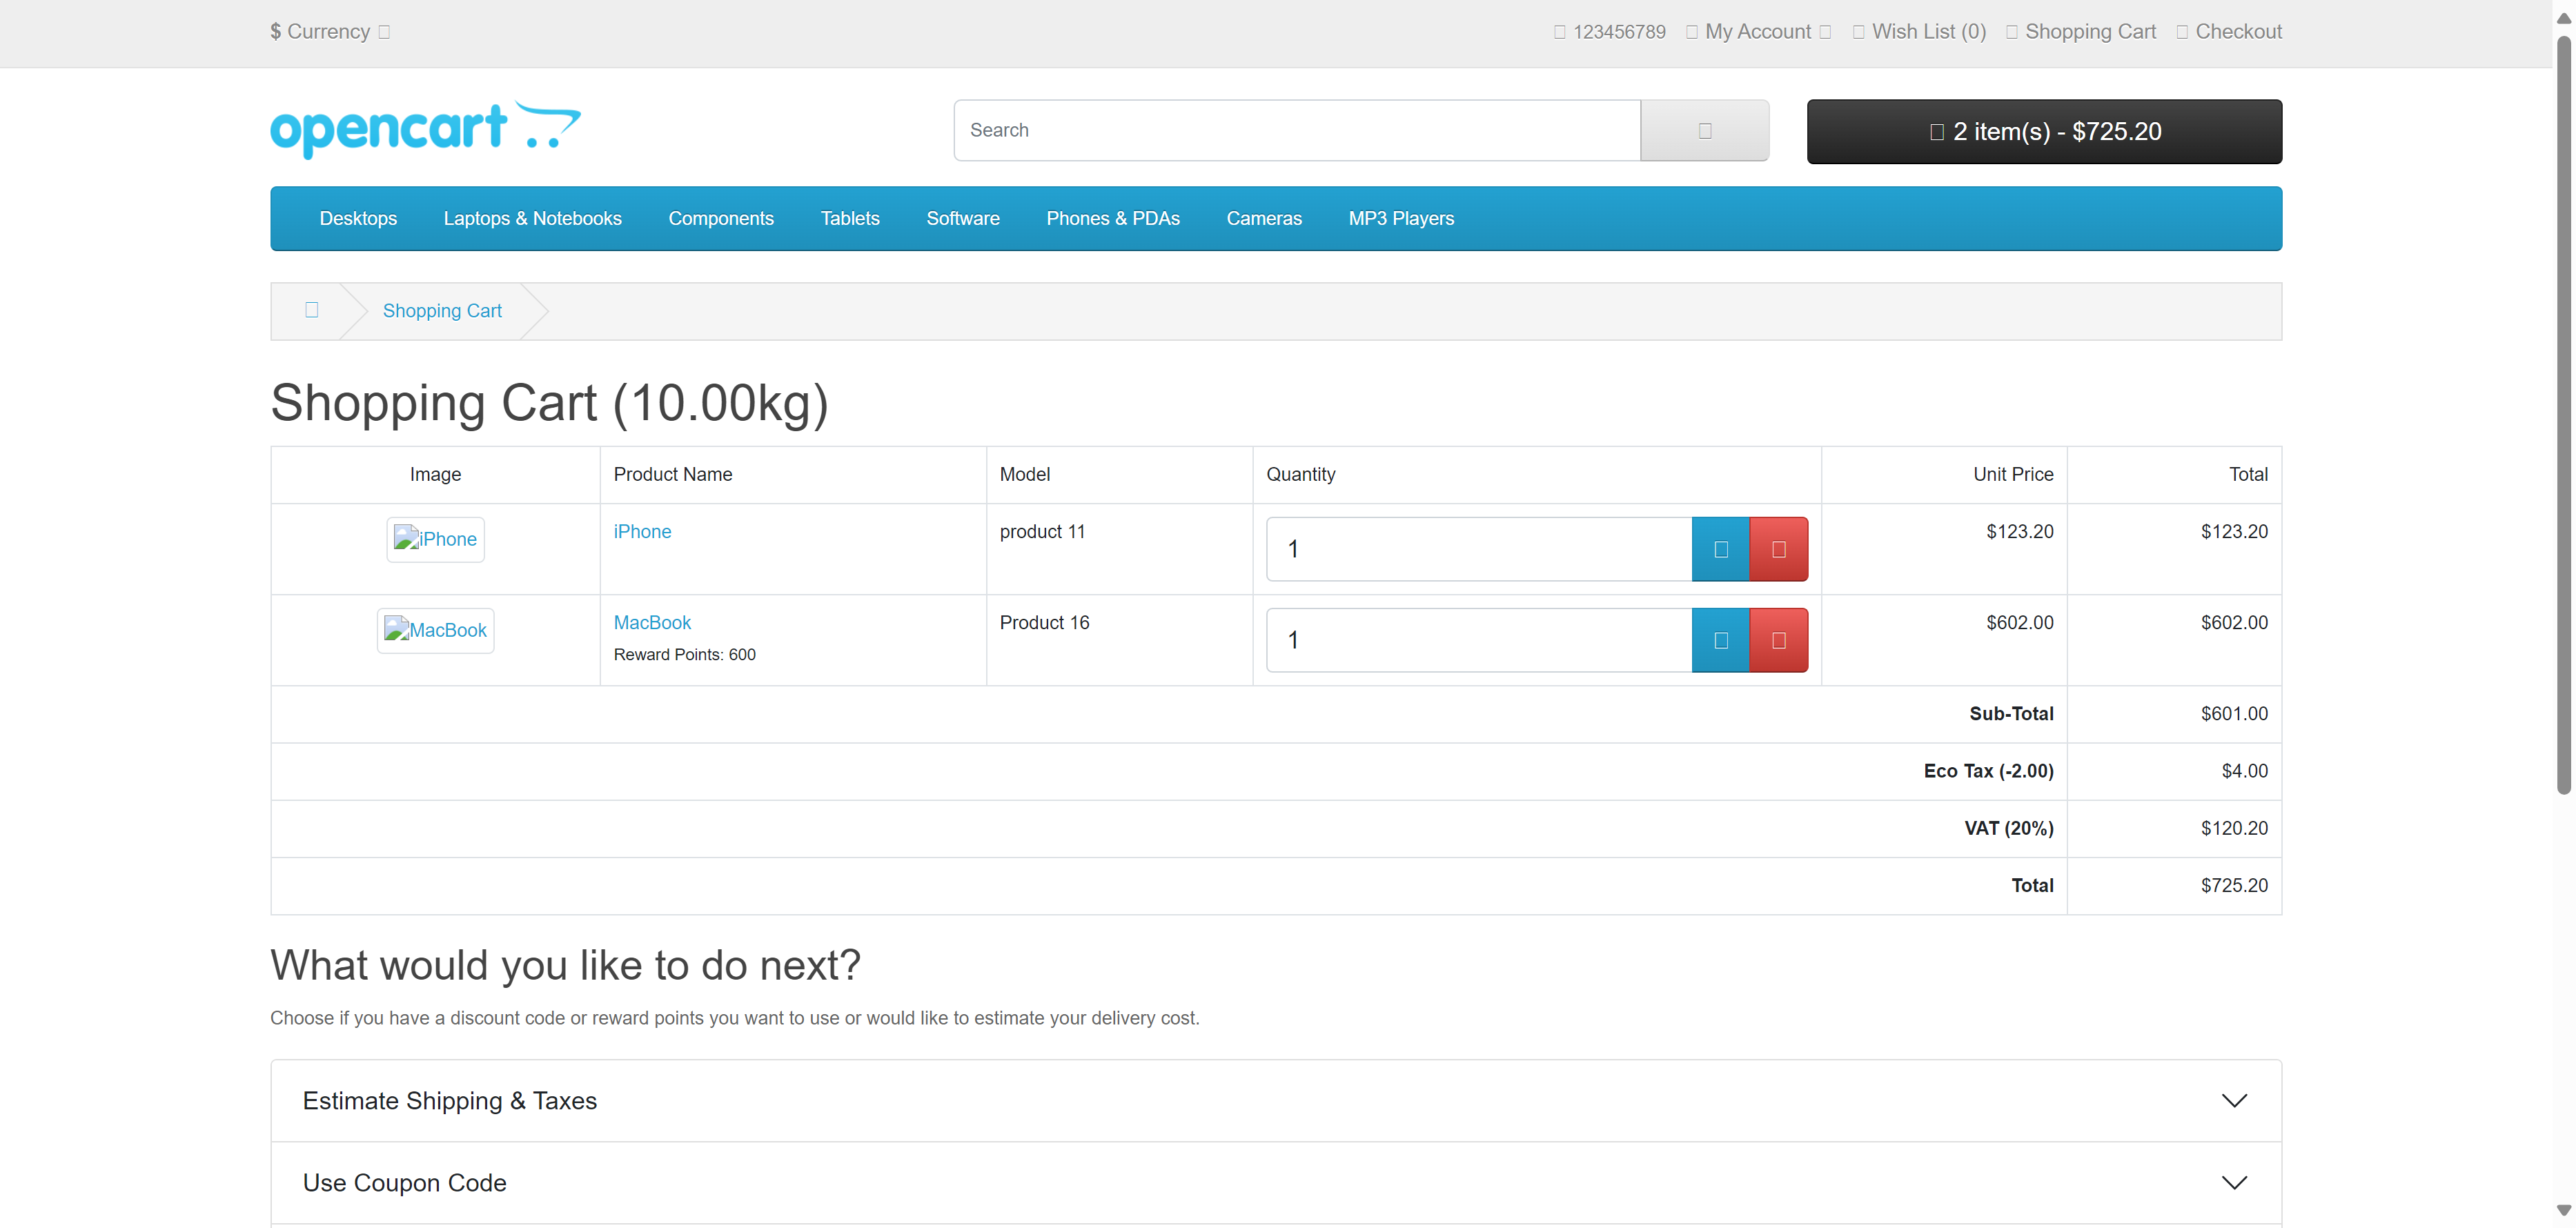 $ Currency
123456789 My Account Wish List (0) Shopping Cart Checkout
opencart
Search
2 item(s) - $725.20
Desktops Laptops & Notebooks Components Tablets Software Phones & PDAs Cameras MP3 Players
Shopping Cart
Shopping Cart (10.00kg)
Image Product Name Model Quantity Unit Price Total
iPhone iPhone product 11 1 $123.20 $123.20
MacBook MacBook Product 16 1 $602.00 $602.00
Reward Points: 600
Sub-Total $601.00
Eco Tax (-2.00) $4.00
VAT (20%) $120.20
Total $725.20
What would you like to do next?
Choose if you have a discount code or reward points you want to use or would like to estimate your delivery cost.
Estimate Shipping & Taxes
Use Coupon Code